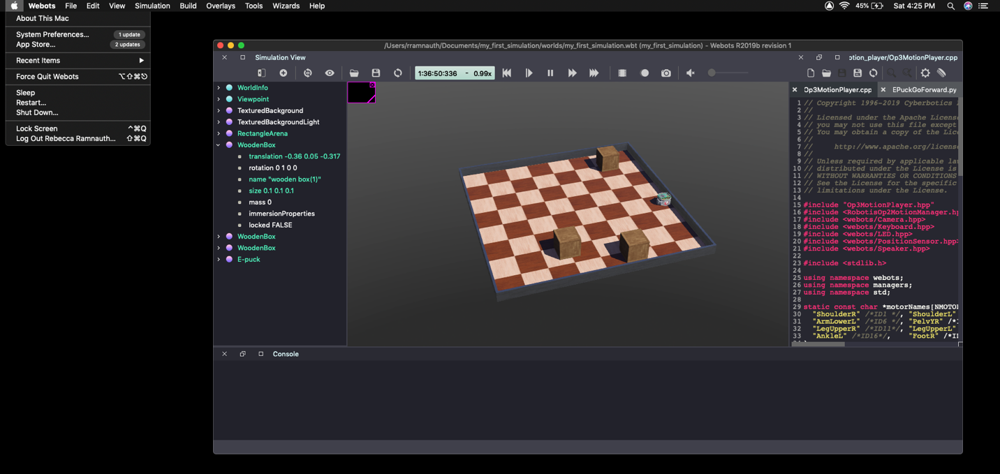 Webots File Edit View Simulation Build Overlays Tools Wizards Help 45% Sat 4:25 PM
About This Mac
System Preferences... 1 update
App Store... 2 updates
Recent Items
Force Quit Webots ⌥⇧⌘⎋
Sleep
Restart...
Shut Down...
Lock Screen ^⌘Q
Log Out Rebecca Ramnauth... ⇧⌘Q
/Users/rramnauth/Documents/my_first_simulation/worlds/my_first_simulation.wbt (my_first_simulation) - Webots R2019b revision 1
Simulation View
1:36:50:336 - 0.99x
WorldInfo
Viewpoint
TexturedBackground
TexturedBackgroundLight
RectangleArena
WoodenBox
translation -0.36 0.05 -0.317
rotation 0 1 0 0
name "wooden box(1)"
size 0.1 0.1 0.1
mass 0
immersionProperties
locked FALSE
WoodenBox
WoodenBox
E-puck
otion_player/Op3MotionPlayer.cpp
Op3MotionPlayer.cpp EPuckGoForward.py
1 // Copyright 1996-2019 Cyberbotics
2 //
3 // Licensed under the Apache License
4 // you may not use this file except
5 // You may obtain a copy of the Lice
6 //
7 // http://www.apache.org/license
8 //
9 // Unless required by applicable la
10 // distributed under the License is
11 // WITHOUT WARRANTIES OR CONDITIONS
12 // See the License for the specific
13 // limitations under the License.
14
15 #include "Op3MotionPlayer.hpp"
16 #include <RobotisOp2MotionManager.hp
17 #include <webots/Camera.hpp>
18 #include <webots/Keyboard.hpp>
19 #include <webots/LED.hpp>
20 #include <webots/PositionSensor.hpp>
21 #include <webots/Speaker.hpp>
22
23 #include <stdlib.h>
24
25 using namespace webots;
26 using namespace managers;
27 using namespace std;
28
29 static const char *motorNames[NMOTOR
30 "ShoulderR" /*ID1 */, "ShoulderL"
31 "ArmLowerL" /*ID6 */, "PelvYR" /*I
32 "LegUpperR" /*ID11*/, "LegUpperL"
33 "AnkleL" /*ID16*/, "FootR" /*II
Console